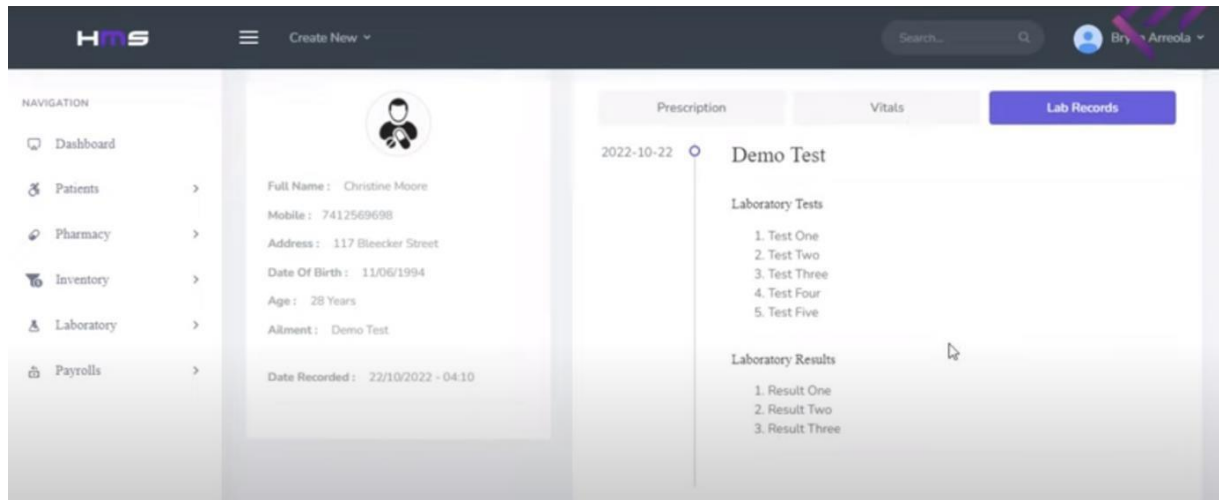 HMS
Create New
Search...
Arreola
NAVIGATION
Dashboard
Patients
Pharmacy
Inventory
Laboratory
Payrolls
Full Name : Christine Moore
Mobile : 7412569698
Address : 117 Bleecker Street
Date Of Birth : 11/06/1994
Age : 28 Years
Ailment : Demo Test
Date Recorded : 22/10/2022 - 04:10
Prescription Vitals Lab Records
2022-10-22 Demo Test
Laboratory Tests
1. Test One
2. Test Two
3. Test Three
4. Test Four
5. Test Five
Laboratory Results
1. Result One
2. Result Two
3. Result Three